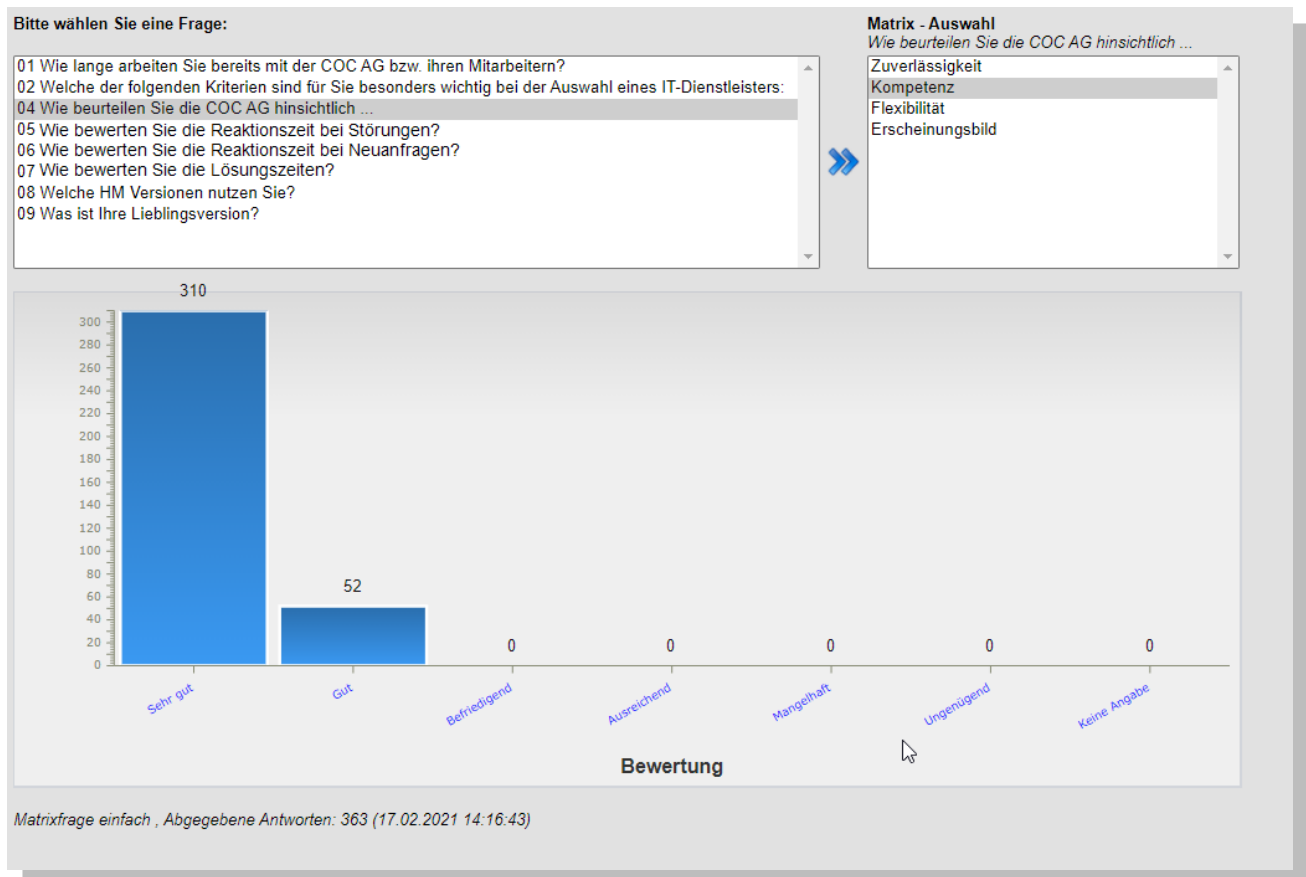 Bitte wählen Sie eine Frage:
01 Wie lange arbeiten Sie bereits mit der COC AG bzw. ihren Mitarbeitern?
02 Welche der folgenden Kriterien sind für Sie besonders wichtig bei der Auswahl eines IT-Dienstleisters:
04 Wie beurteilen Sie die COC AG hinsichtlich ...
05 Wie bewerten Sie die Reaktionszeit bei Störungen?
06 Wie bewerten Sie die Reaktionszeit bei Neuanfragen?
07 Wie bewerten Sie die Lösungszeiten?
08 Welche HM Versionen nutzen Sie?
09 Was ist Ihre Lieblingsversion?
Matrix - Auswahl
Wie beurteilen Sie die COC AG hinsichtlich ...
Zuverlässigkeit
Kompetenz
Flexibilität
Erscheinungsbild
310
300
280
260
240
220
200
180
160
140
120
100
80
60
40
20
0
52
0
0
0
0
0
Sehr gut
Gut
Befriedigend
Ausreichend
Mangelhaft
Ungenügend
Keine Angabe
Bewertung
Matrixfrage einfach , Abgegebene Antworten: 363 (17.02.2021 14:16:43)